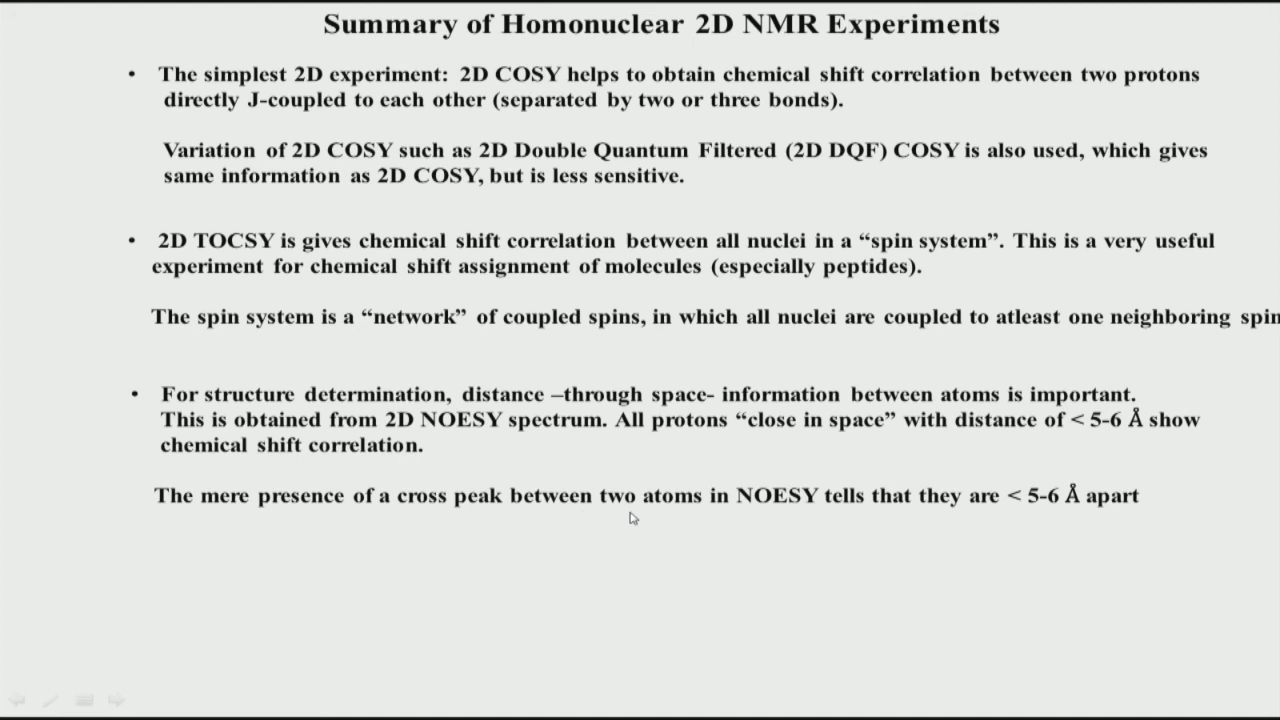 Summary of Homonuclear 2D NMR Experiments
• The simplest 2D experiment: 2D COSY helps to obtain chemical shift correlation between two protons
directly J-coupled to each other (separated by two or three bonds).
Variation of 2D COSY such as 2D Double Quantum Filtered (2D DQF) COSY is also used, which gives
same information as 2D COSY, but is less sensitive.
• 2D TOCSY is gives chemical shift correlation between all nuclei in a “spin system”. This is a very useful
experiment for chemical shift assignment of molecules (especially peptides).
The spin system is a “network” of coupled spins, in which all nuclei are coupled to atleast one neighboring spin
• For structure determination, distance –through space- information between atoms is important.
This is obtained from 2D NOESY spectrum. All protons “close in space” with distance of < 5-6 Å show
chemical shift correlation.
The mere presence of a cross peak between two atoms in NOESY tells that they are < 5-6 Å apart